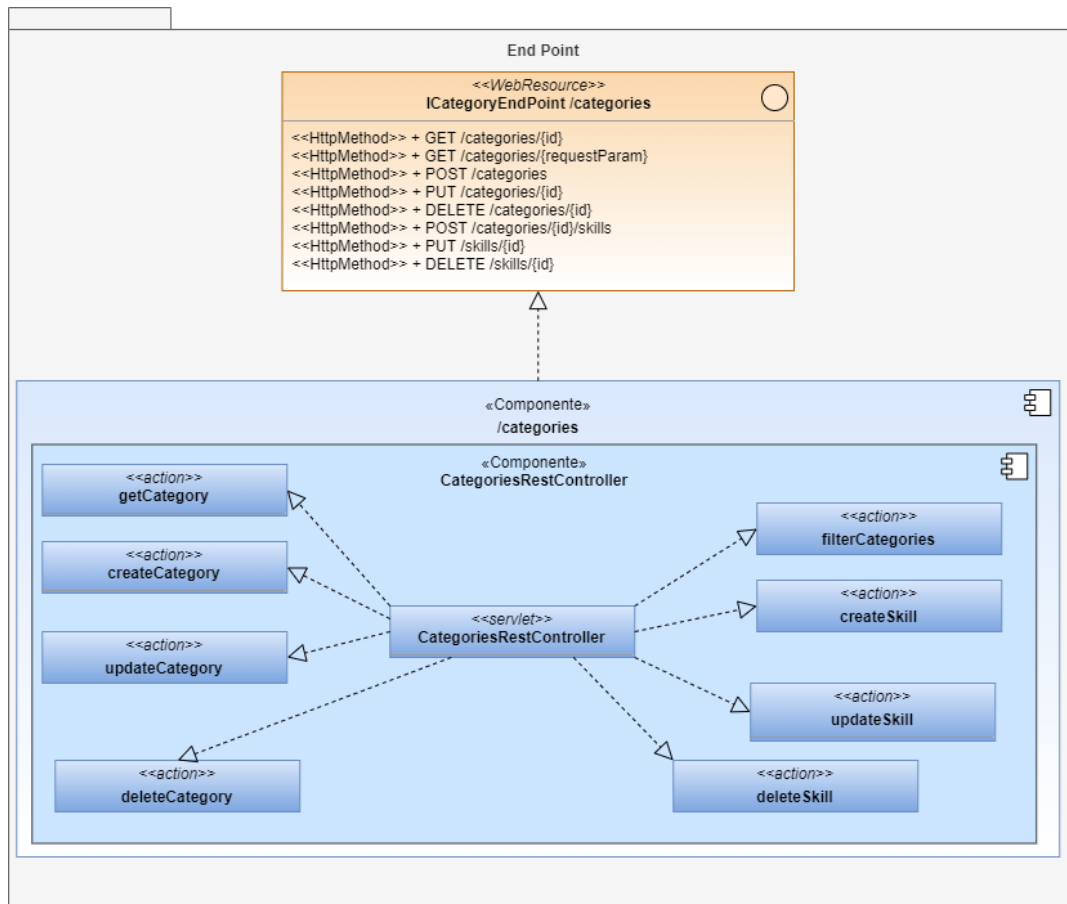 End Point
<<WebResource>>
ICategoryEndPoint /categories
<<HttpMethod>> + GET /categories/{id}
<<HttpMethod>> + GET /categories/{requestParam}
<<HttpMethod>> + POST /categories
<<HttpMethod>> + PUT /categories/{id}
<<HttpMethod>> + DELETE /categories/{id}
<<HttpMethod>> + POST /categories/{id}/skills
<<HttpMethod>> + PUT /skills/{id}
<<HttpMethod>> + DELETE /skills/{id}
«Componente»
/categories
«Componente»
CategoriesRestController
<<action>>
getCategory
<<action>>
createCategory
<<action>>
updateCategory
<<action>>
deleteCategory
<<servlet>>
CategoriesRestController
<<action>>
filterCategories
<<action>>
createSkill
<<action>>
updateSkill
<<action>>
deleteSkill